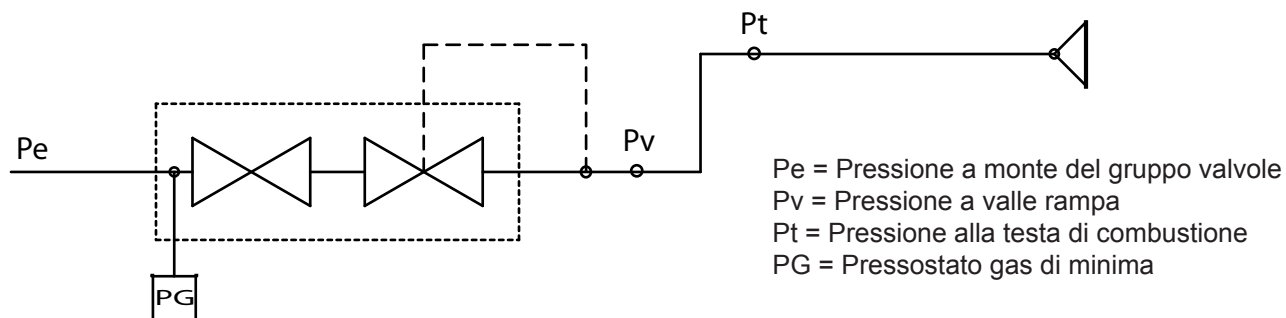 Pt
Pe
Pv
PG
Pe = Pressione a monte del gruppo valvole
Pv = Pressione a valle rampa
Pt = Pressione alla testa di combustione
PG = Pressostato gas di minima